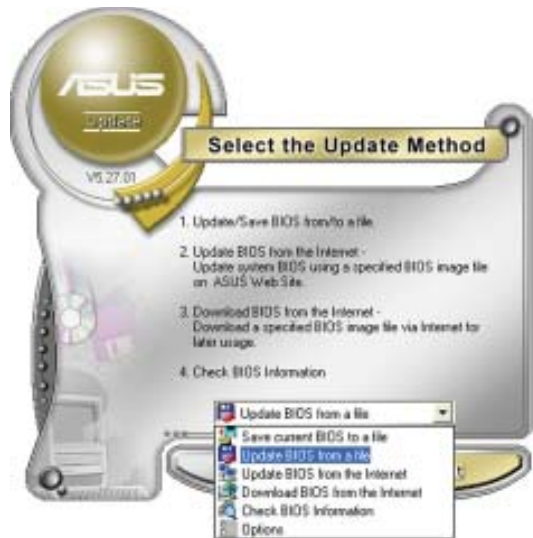 ASUS
Update
V5.27.01
Select the Update Method
1. Update/Save BIOS from/to a file
2. Update BIOS from the Internet -
Update system BIOS using a specified BIOS image file
on ASUS Web Site.
3. Download BIOS from the Internet -
Download a specified BIOS image file via Internet for
later usage.
4. Check BIOS Information
Update BIOS from a file
Save current BIOS to a file
Update BIOS from a file
Update BIOS from the Internet
Download BIOS from the Internet
Check BIOS Information
Options